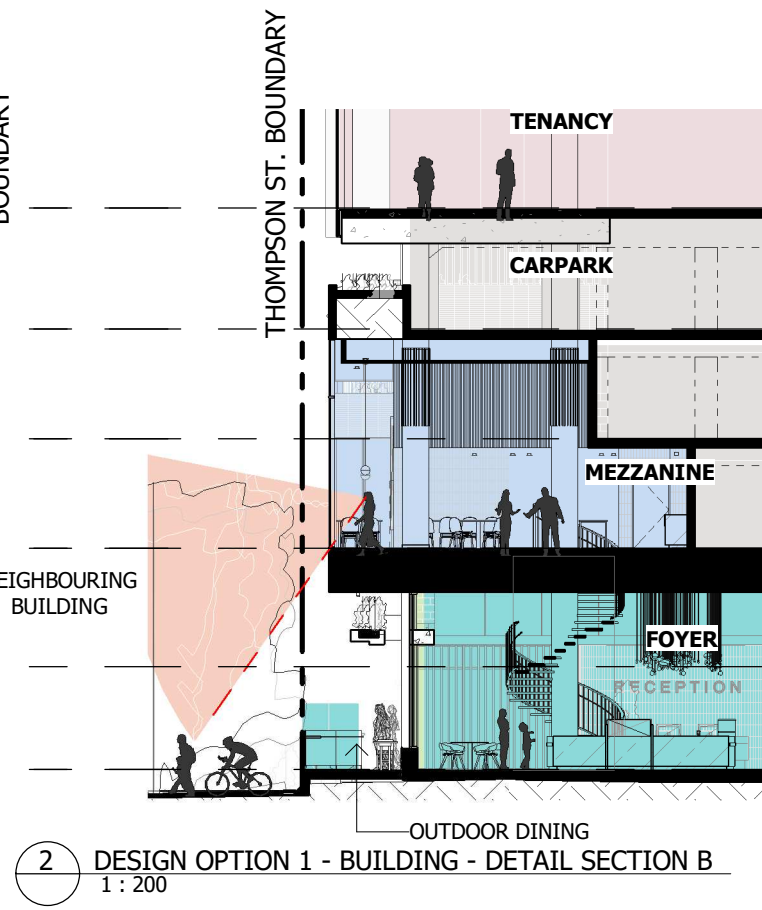 BOUNDARY
THOMPSON ST. BOUNDARY
TENANCY
CARPARK
MEZZANINE
EIGHBOURING
BUILDING
FOYER
RECEPTION
OUTDOOR DINING
2 DESIGN OPTION 1 - BUILDING - DETAIL SECTION B
1 : 200